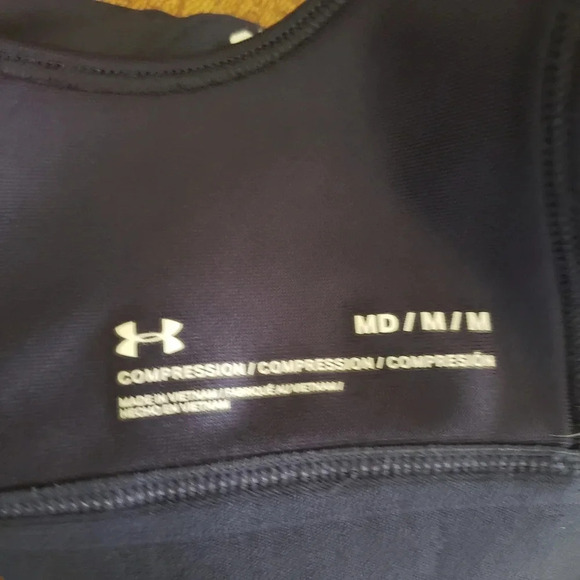 MD / M / M
COMPRESSION / COMPRESSION / COMPRESIÓN
MADE IN VIETNAM / FABRIQUÉ AU VIETNAM /
HECHO EN VIETNAM